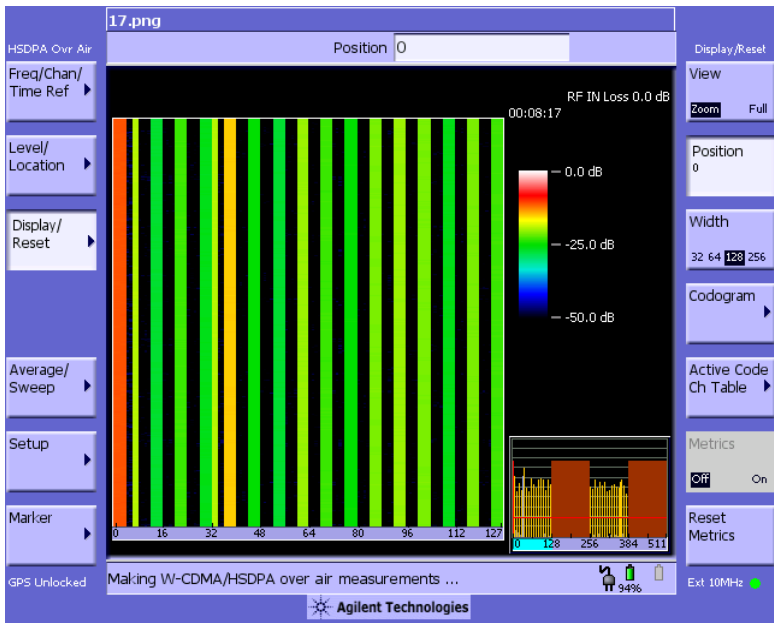 17.png
HSDPA Ovr Air
Position 0
Display/Reset
Freq/Chan/
Time Ref
Level/
Location
Display/
Reset
Average/
Sweep
Setup
Marker
GPS Unlocked
RF IN Loss 0.0 dB
00:08:17
0.0 dB
-25.0 dB
-50.0 dB
0 16 32 48 64 80 96 112 127
0 128 256 384 511
View
Zoom Full
Position
0
Width
32 64 128 256
Codogram
Active Code
Ch Table
Metrics
Off On
Reset
Metrics
Ext 10MHz
Making W-CDMA/HSDPA over air measurements ...
94%
Agilent Technologies